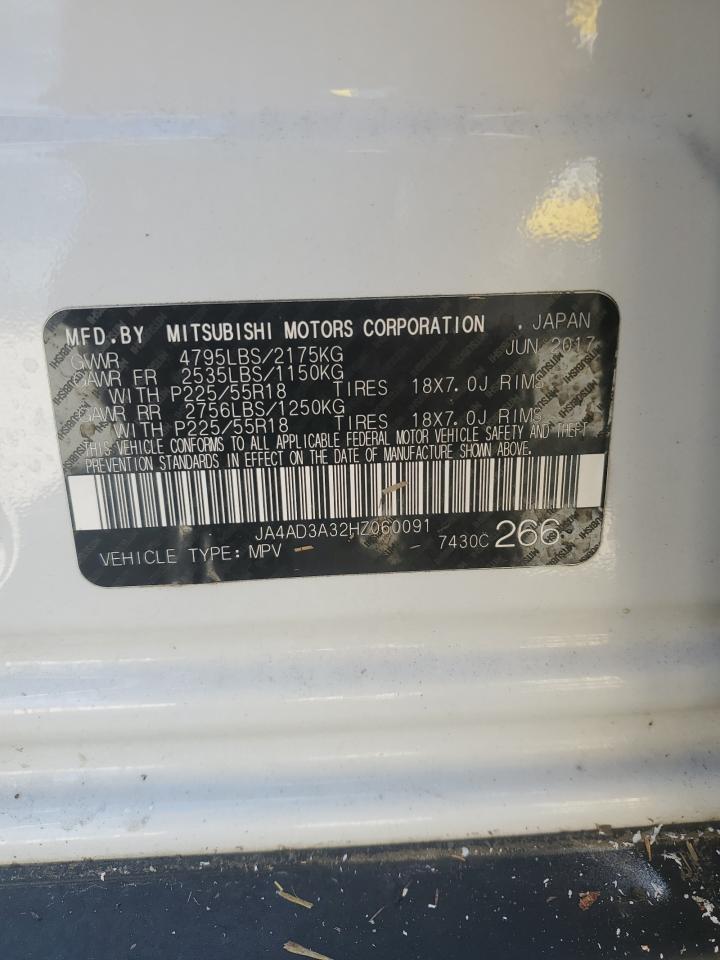 MFD.BY MITSUBISHI MOTORS CORPORATION . JAPAN
GVWR 4795LBS/2175KG JUN 2017
GAWR FR 2535LBS/1150KG
WITH P225/55R18 TIRES 18X7.0J RIMS
GAWR RR 2756LBS/1250KG
WITH P225/55R18 TIRES 18X7.0J RIMS
THIS VEHICLE CONFORMS TO ALL APPLICABLE FEDERAL MOTOR VEHICLE SAFETY AND THEFT
PREVENTION STANDARDS IN EFFECT ON THE DATE OF MANUFACTURE SHOWN ABOVE.
JA4AD3A32HZ060091
VEHICLE TYPE: MPV 7430C 266